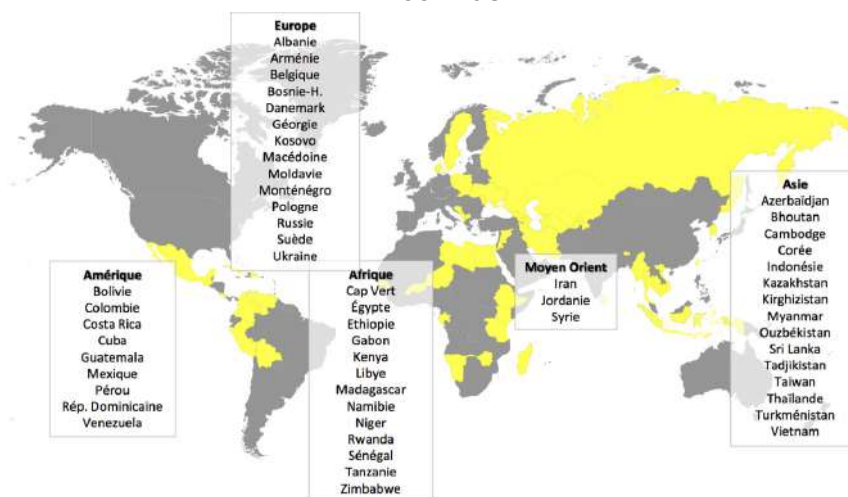 Europe
Albanie
Arménie
Belgique
Bosnie-H.
Danemark
Géorgie
Kosovo
Macédoine
Moldavie
Monténégro
Pologne
Russie
Suède
Ukraine
Amérique
Bolivie
Colombie
Costa Rica
Cuba
Guatemala
Mexique
Pérou
Rép. Dominicaine
Venezuela
Afrique
Cap Vert
Égypte
Ethiopie
Gabon
Kenya
Libye
Madagascar
Namibie
Niger
Rwanda
Sénégal
Tanzanie
Zimbabwe
Moyen Orient
Iran
Jordanie
Syrie
Asie
Azerbaïdjan
Bhoutan
Cambodge
Corée
Indonésie
Kazakhstan
Kirghizistan
Myanmar
Ouzbékistan
Sri Lanka
Tadjikistan
Taiwan
Thaïlande
Turkménistan
Vietnam